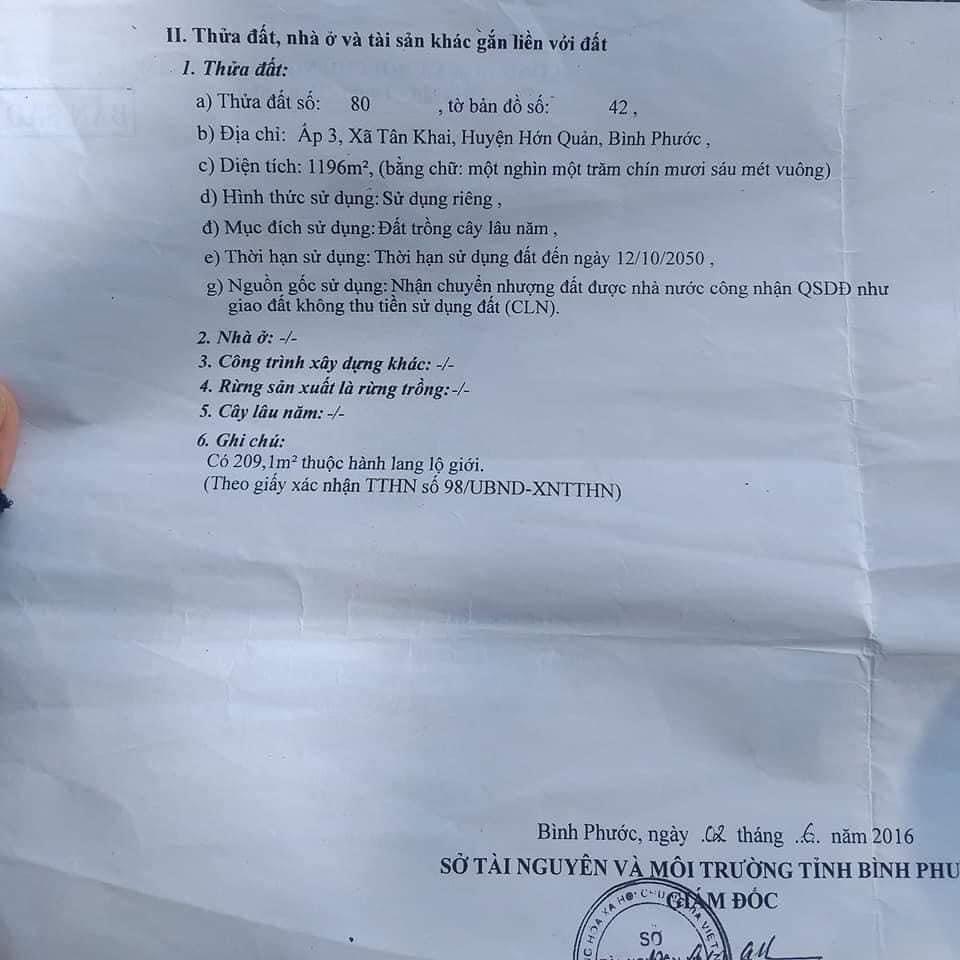 II. Thửa đất, nhà ở và tài sản khác gắn liền với đất
1. Thửa đất:
a) Thửa đất số: 80 , tờ bản đồ số: 42 ,
b) Địa chỉ: Ấp 3, Xã Tân Khai, Huyện Hớn Quản, Bình Phước ,
c) Diện tích: 1196m², (bằng chữ: một nghìn một trăm chín mươi sáu mét vuông)
d) Hình thức sử dụng: Sử dụng riêng ,
đ) Mục đích sử dụng: Đất trồng cây lâu năm ,
e) Thời hạn sử dụng: Thời hạn sử dụng đất đến ngày 12/10/2050 ,
g) Nguồn gốc sử dụng: Nhận chuyển nhượng đất được nhà nước công nhận QSDĐ như
giao đất không thu tiền sử dụng đất (CLN).
2. Nhà ở: -/-
3. Công trình xây dựng khác: -/-
4. Rừng sản xuất là rừng trồng: -/-
5. Cây lâu năm: -/-
6. Ghi chú:
Có 209,1m² thuộc hành lang lộ giới.
(Theo giấy xác nhận TTHN số 98/UBND-XNTTHN)
Bình Phước, ngày .02 tháng ..6. năm 2016
SỞ TÀI NGUYÊN VÀ MÔI TRƯỜNG TỈNH BÌNH PHƯ
GIÁM ĐỐC
SỞ